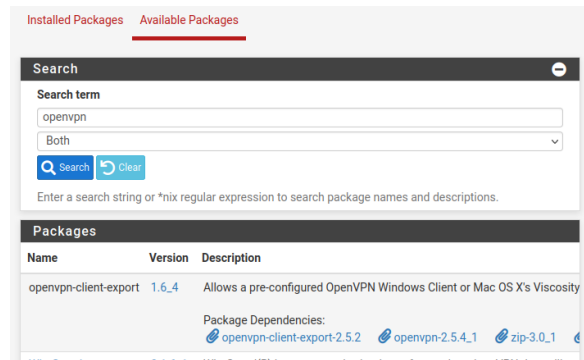 Installed Packages Available Packages
Search
Search term
openvpn
Both
Search Clear
Enter a search string or *nix regular expression to search package names and descriptions.
Packages
Name Version Description
openvpn-client-export 1.6_4 Allows a pre-configured OpenVPN Windows Client or Mac OS X's Viscosity
Package Dependencies:
openvpn-client-export-2.5.2 openvpn-2.5.4_1 zip-3.0_1